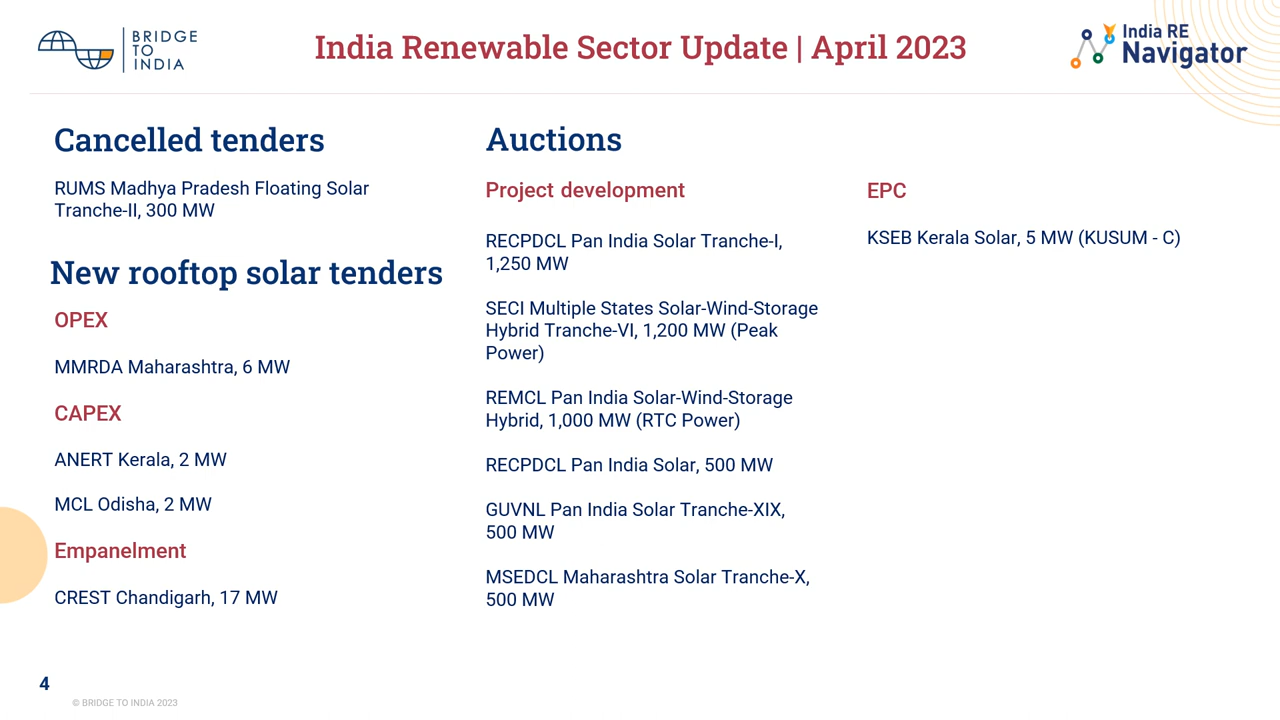 BRIDGE
TO
INDIA
India Renewable Sector Update | April 2023
India RE
Navigator
Cancelled tenders
RUMS Madhya Pradesh Floating Solar
Tranche-II, 300 MW
New rooftop solar tenders
OPEX
MMRDA Maharashtra, 6 MW
CAPEX
ANERT Kerala, 2 MW
MCL Odisha, 2 MW
Empanelment
CREST Chandigarh, 17 MW
Auctions
Project development
RECPDCL Pan India Solar Tranche-I,
1,250 MW
SECI Multiple States Solar-Wind-Storage
Hybrid Tranche-VI, 1,200 MW (Peak
Power)
REMCL Pan India Solar-Wind-Storage
Hybrid, 1,000 MW (RTC Power)
RECPDCL Pan India Solar, 500 MW
GUVNL Pan India Solar Tranche-XIX,
500 MW
MSEDCL Maharashtra Solar Tranche-X,
500 MW
EPC
KSEB Kerala Solar, 5 MW (KUSUM - C)
4
© BRIDGE TO INDIA 2023